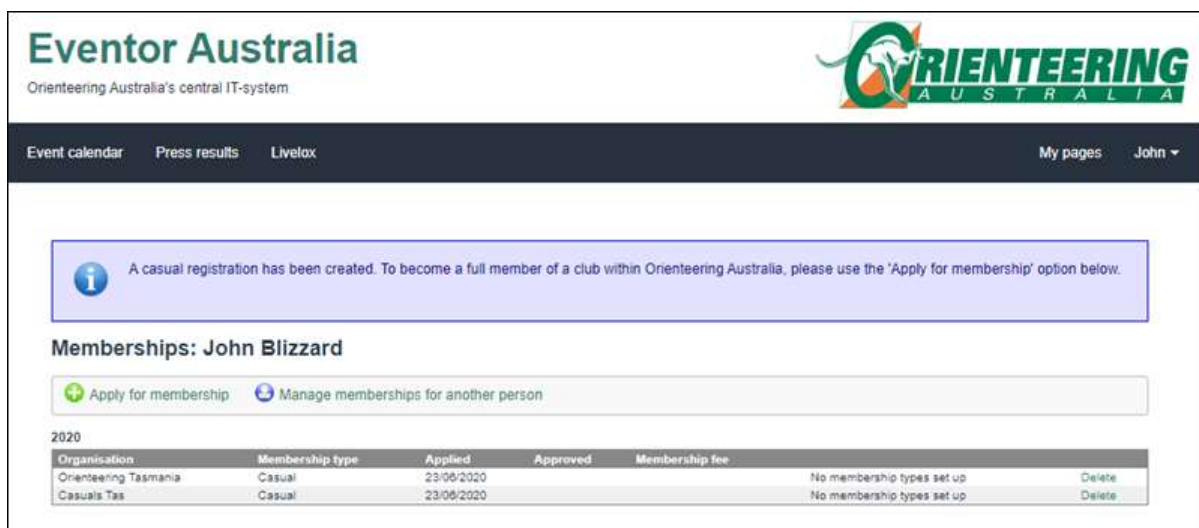 Eventor Australia
Orienteering Australia's central IT-system
ORIENTEERING
AUSTRALIA
Event calendar Press results Livelox My pages John
A casual registration has been created. To become a full member of a club within Orienteering Australia, please use the 'Apply for membership' option below.
Memberships: John Blizzard
Apply for membership Manage memberships for another person
2020
Organisation Membership type Applied Approved Membership fee
Orienteering Tasmania Casual 23/06/2020 No membership types set up Delete
Casuals Tas Casual 23/06/2020 No membership types set up Delete